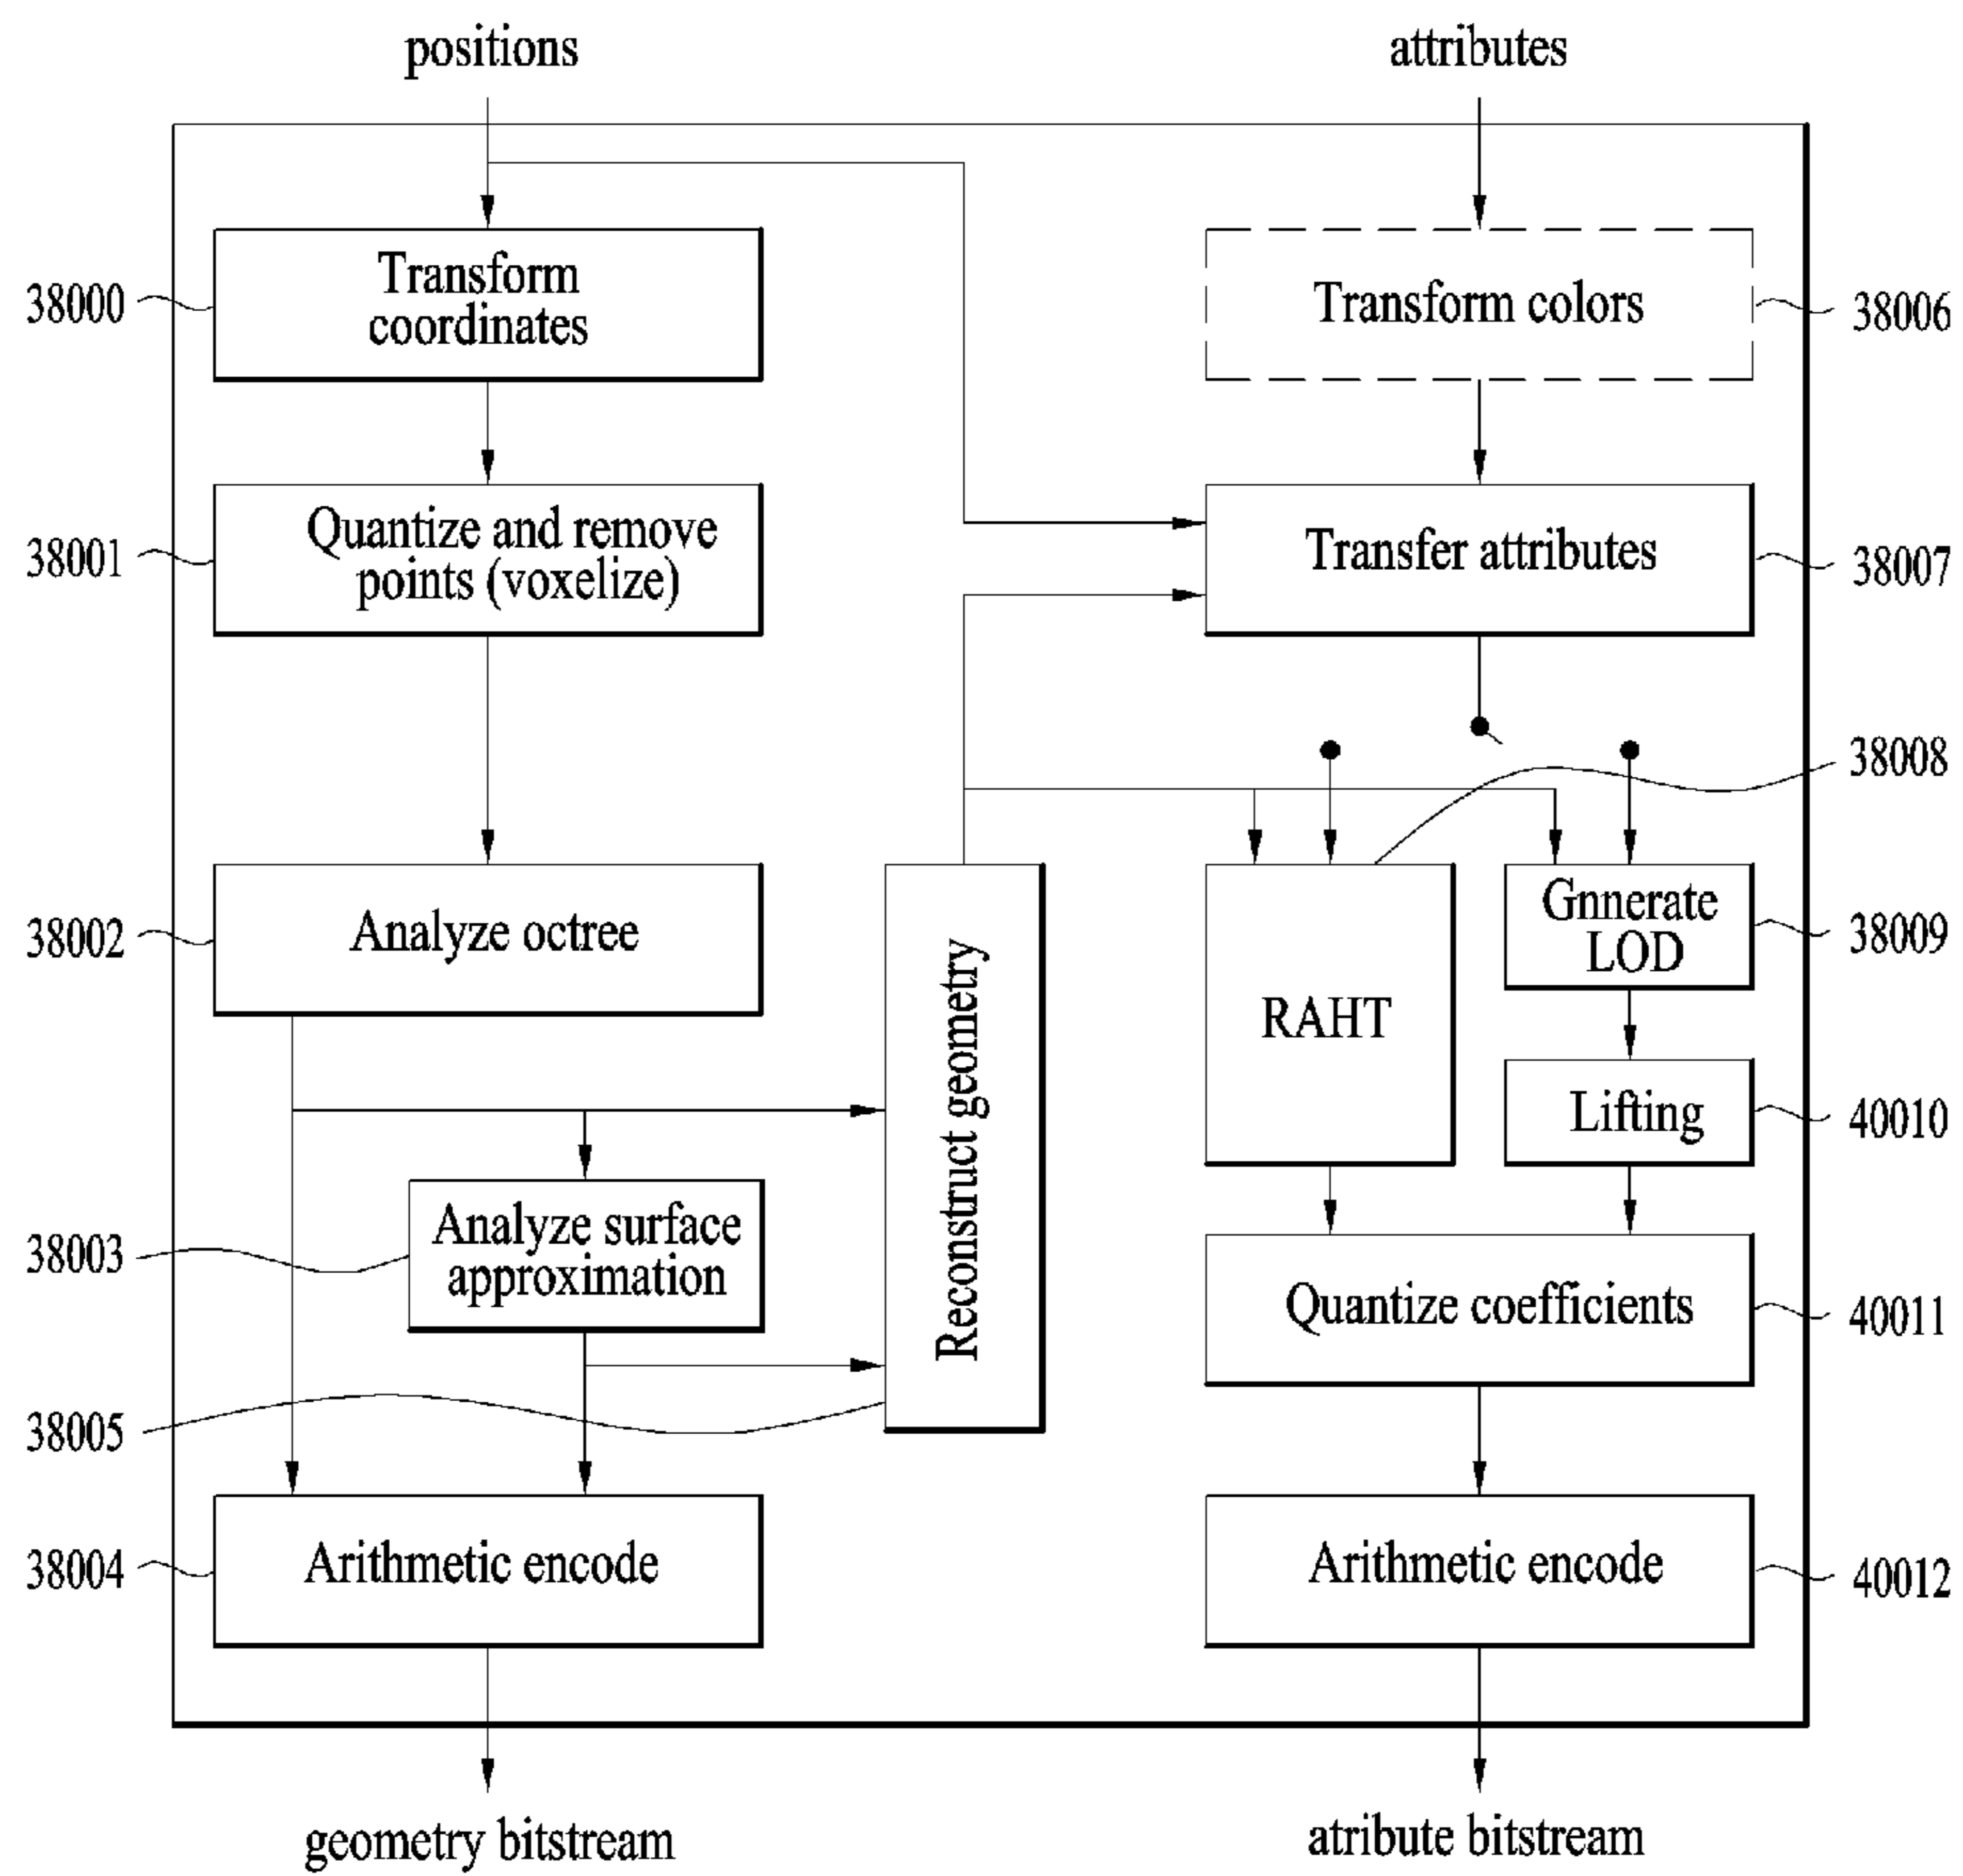 positions
attributes
Transform
coordinates
38000
Transform colors
38006
Quantize and remove
points (voxelize)
38001
Transfer attributes
38007
38008
Analyze octree
38002
Reconstruct geometry
RAHT
Gnnerate
LOD
38009
Lifting
40010
Analyze surface
approximation
38003
Quantize coefficients
40011
38005
Arithmetic encode
38004
Arithmetic encode
40012
geometry bitstream
atribute bitstream